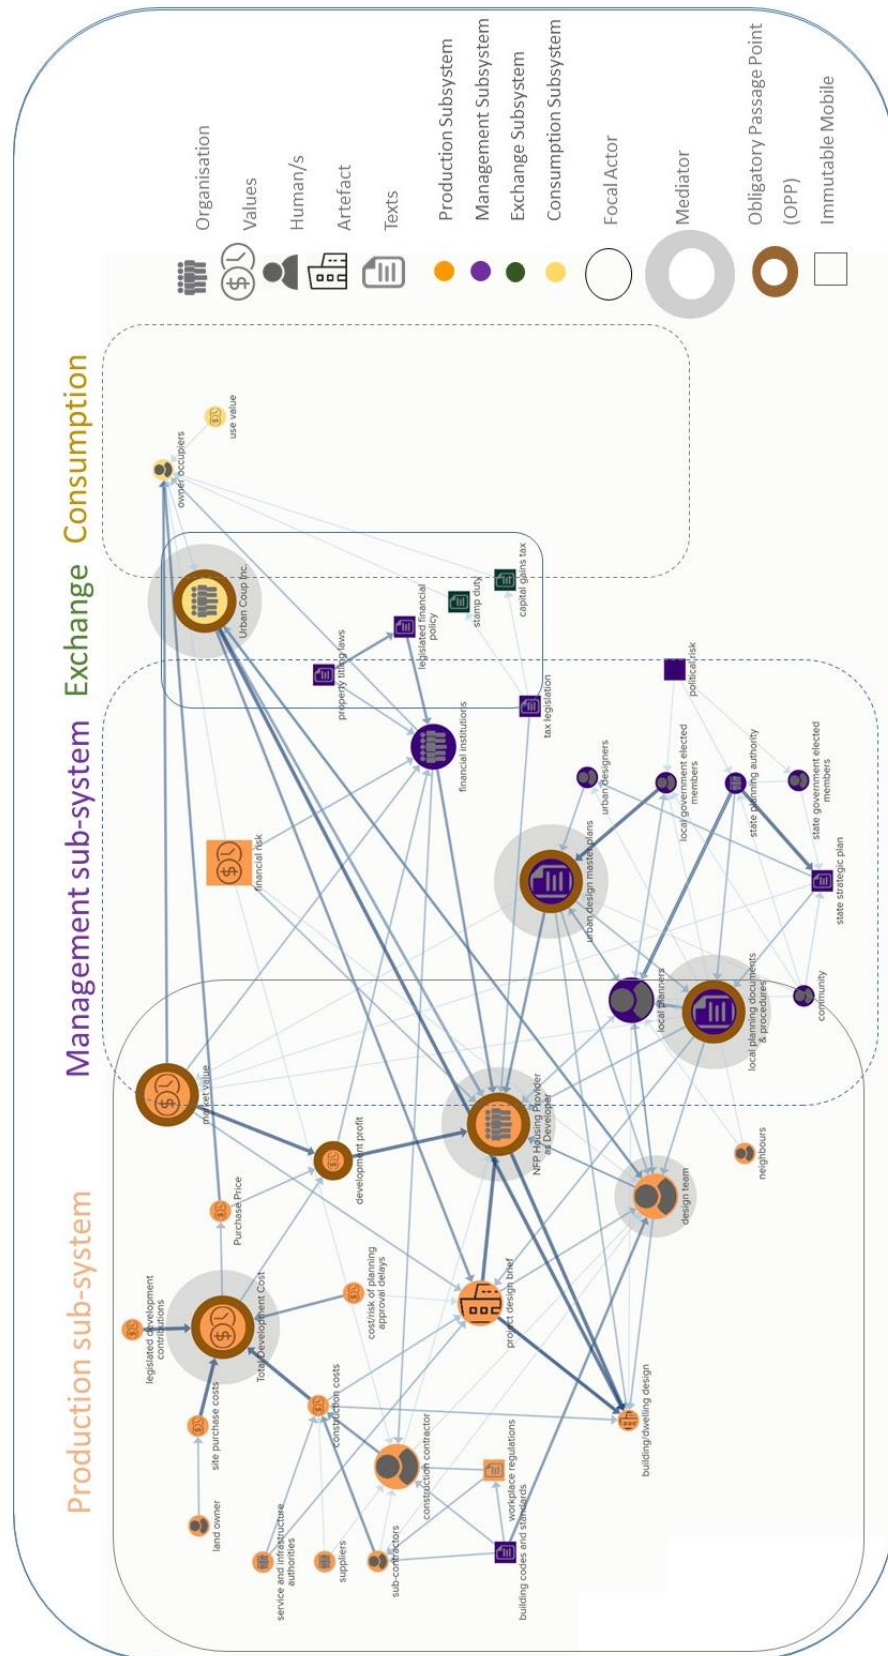 Production sub-system
Management sub-system
Exchange
Consumption
land owner
site purchase costs
legislated development
contributions
Total Development Cost
Purchase Price
market value
service and infrastructure
authorities
suppliers
sub-contractors
construction costs
cost/risk of planning
approval delays
development profit
financial risk
construction contractor
workplace regulations
building codes and standards
project design brief
NFP Housing Provider
as Developer
building/dwelling design
design team
neighbours
local planners
local planning documents
& procedures
community
urban design master plans
urban designers
local government elected
members
state planning authority
state government elected
members
state strategic plan
political risk
financial institutions
property titling laws
legislated financial
policy
tax legislation
stamp duty
capital gains tax
Urban Coup Inc.
owner occupiers
use value
Organisation
Values
Human/s
Artefact
Texts
Production Subsystem
Management Subsystem
Exchange Subsystem
Consumption Subsystem
Focal Actor
Mediator
Obligatory Passage Point
(OPP)
Immutable Mobile